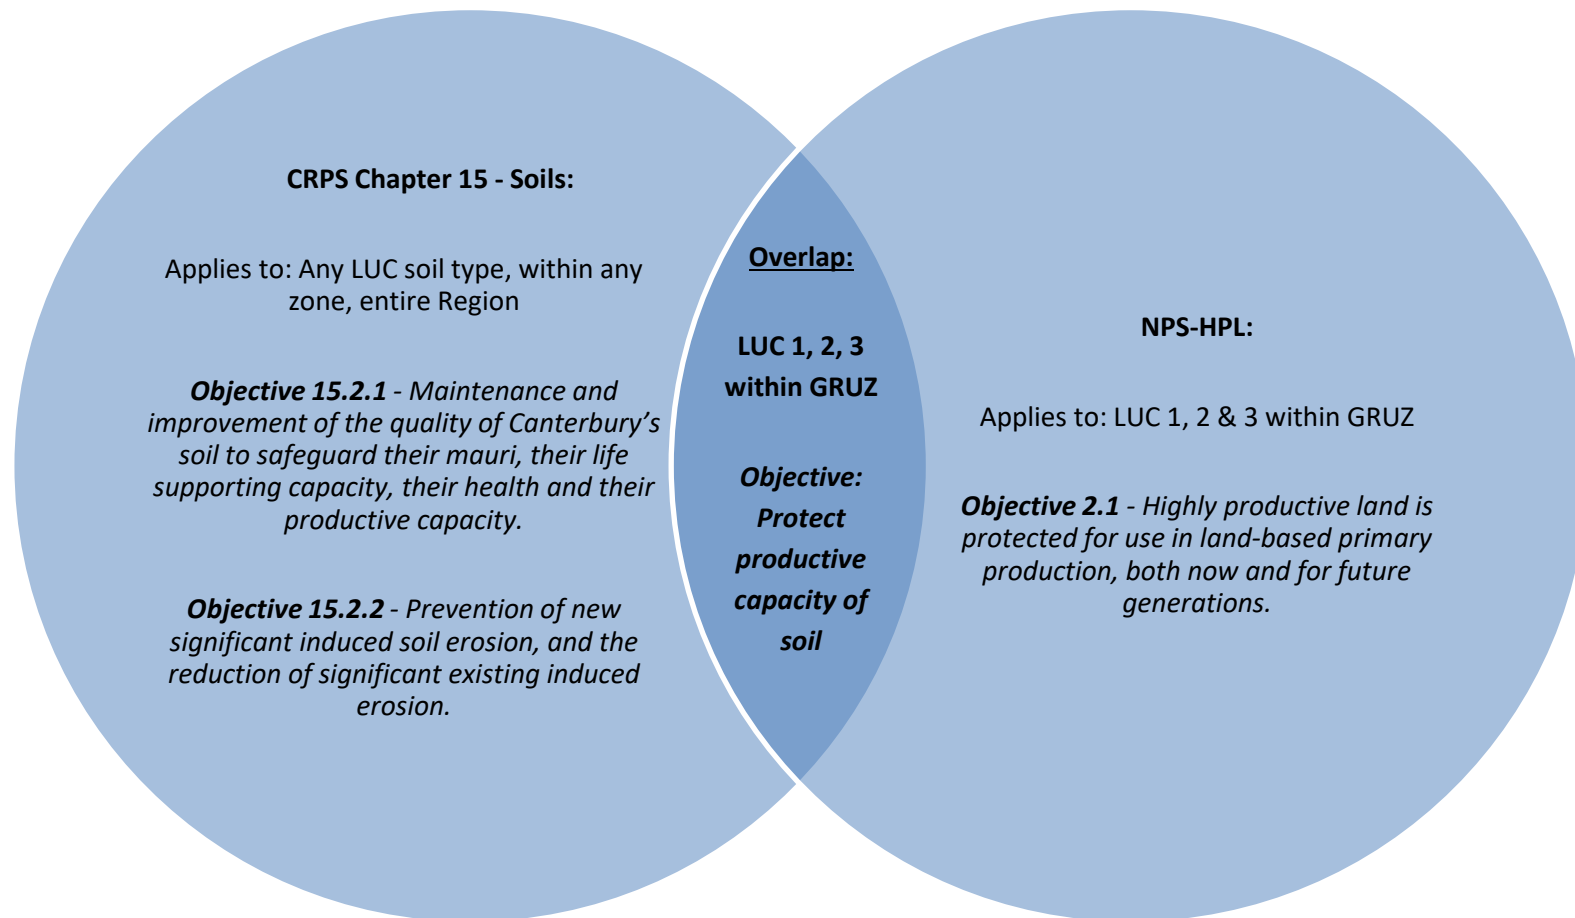 CRPS Chapter 15 - Soils:
Applies to: Any LUC soil type, within any
zone, entire Region
Objective 15.2.1 - Maintenance and
improvement of the quality of Canterbury’s
soil to safeguard their mauri, their life
supporting capacity, their health and their
productive capacity.
Objective 15.2.2 - Prevention of new
significant induced soil erosion, and the
reduction of significant existing induced
erosion.
Overlap:
LUC 1, 2, 3
within GRUZ
Objective:
Protect
productive
capacity of
soil
NPS-HPL:
Applies to: LUC 1, 2 & 3 within GRUZ
Objective 2.1 - Highly productive land is
protected for use in land-based primary
production, both now and for future
generations.